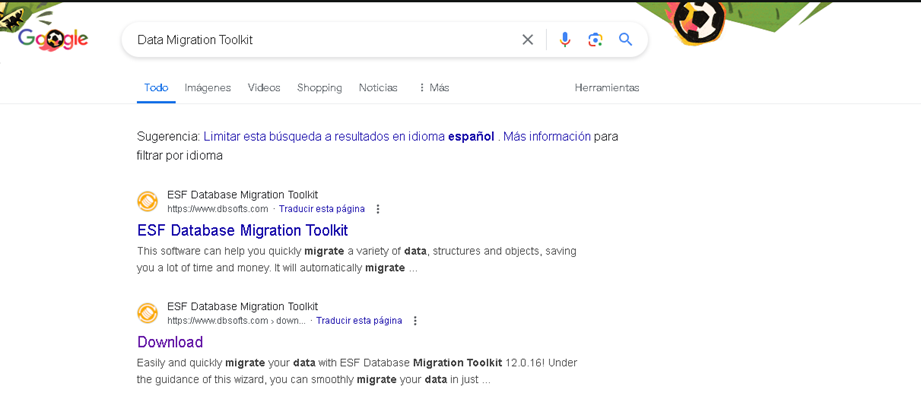 Google
Data Migration Toolkit
Todo Imágenes Videos Shopping Noticias Más Herramientas
Sugerencia: Limitar esta búsqueda a resultados en idioma español . Más información para
filtrar por idioma
ESF Database Migration Toolkit
https://www.dbsofts.com · Traducir esta página
ESF Database Migration Toolkit
This software can help you quickly migrate a variety of data, structures and objects, saving
you a lot of time and money. It will automatically migrate ...
ESF Database Migration Toolkit
https://www.dbsofts.com › down... · Traducir esta página
Download
Easily and quickly migrate your data with ESF Database Migration Toolkit 12.0.16! Under
the guidance of this wizard, you can smoothly migrate your data in just ...